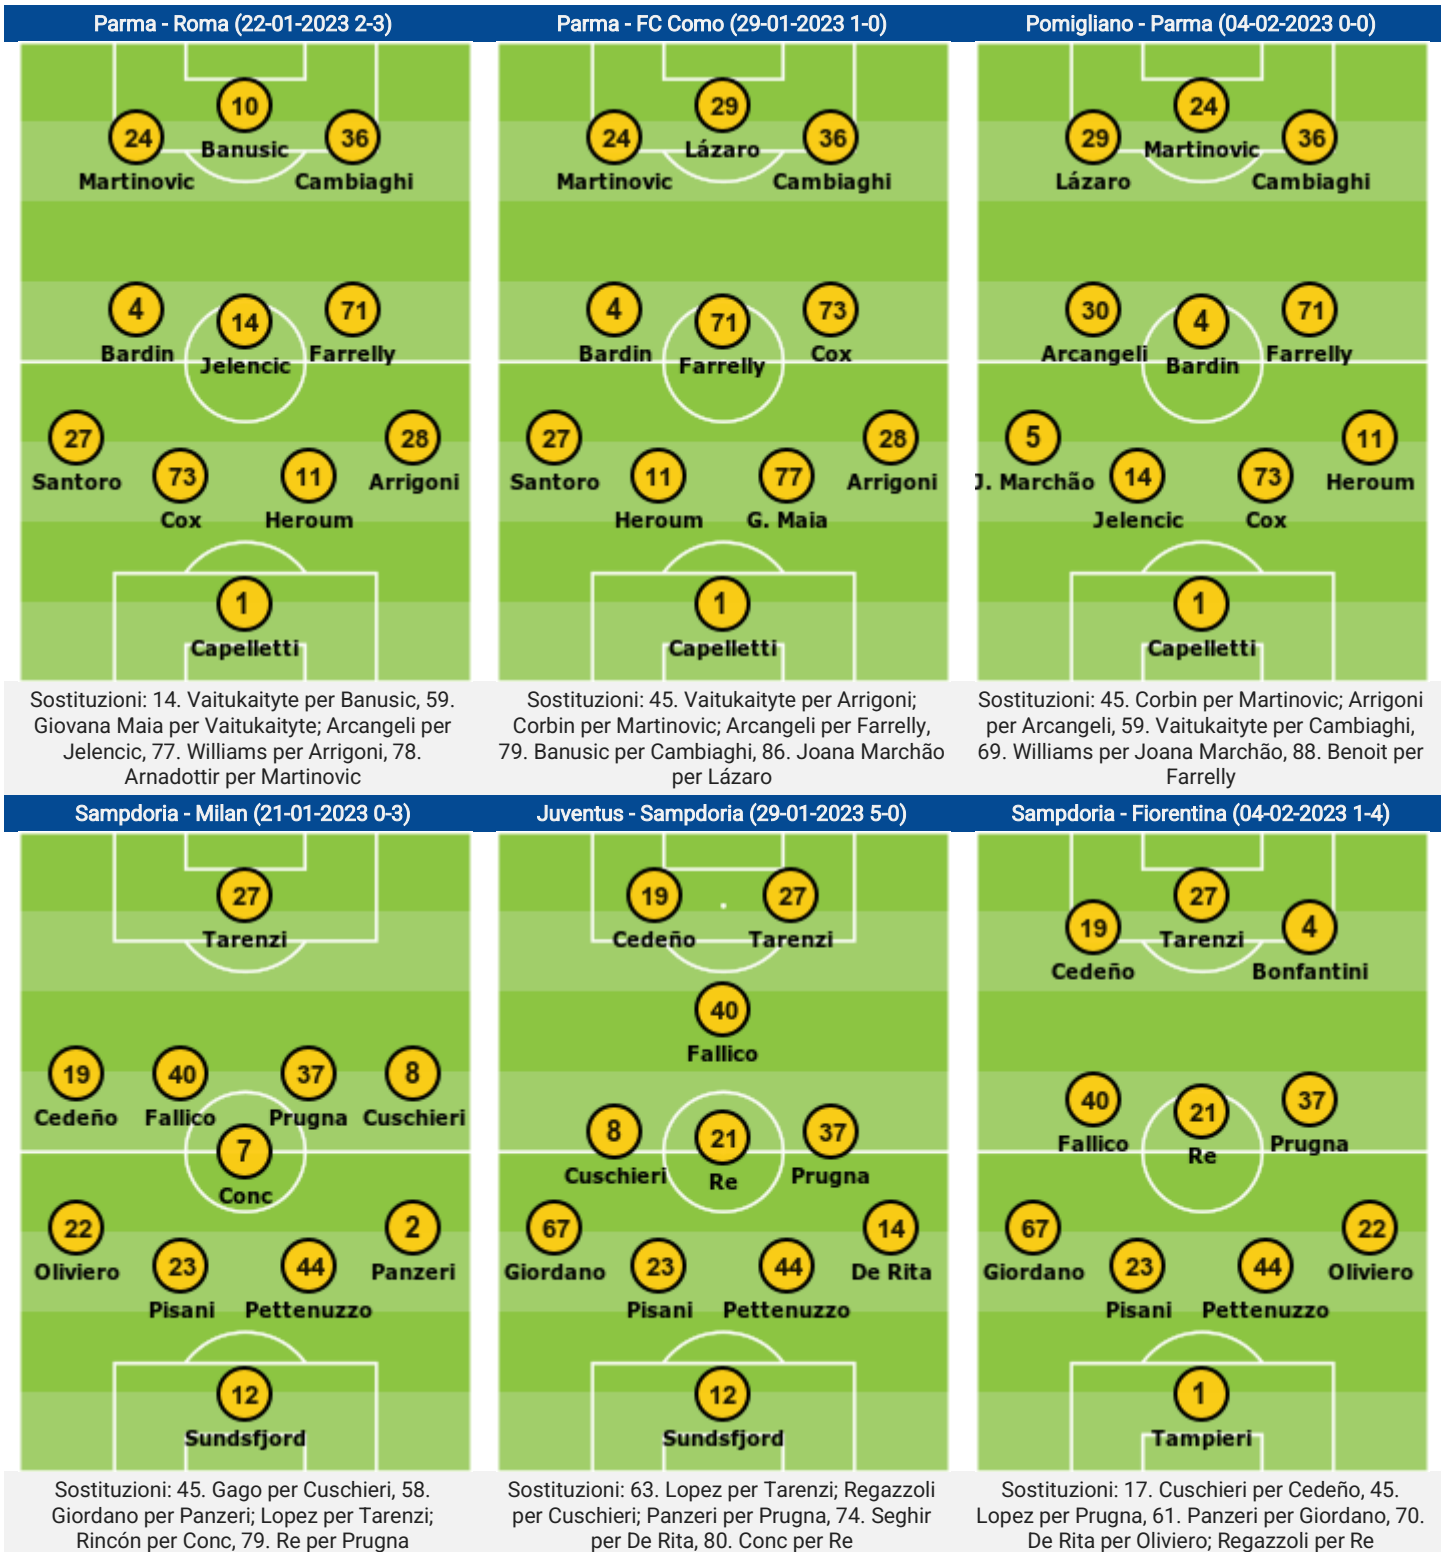 Parma - Roma (22-01-2023 2-3)
10
Banusic
24
Martinovic
36
Cambiaghi
4
Bardin
14
Jelencic
71
Farrelly
27
Santoro
73
Cox
11
Heroum
28
Arrigoni
1
Capelletti
Sostituzioni: 14. Vaitukaityte per Banusic, 59.
Giovana Maia per Vaitukaityte; Arcangeli per
Jelencic, 77. Williams per Arrigoni, 78.
Arnadottir per Martinovic
Parma - FC Como (29-01-2023 1-0)
29
Lázaro
24
Martinovic
36
Cambiaghi
4
Bardin
71
Farrelly
73
Cox
27
Santoro
11
Heroum
77
G. Maia
28
Arrigoni
1
Capelletti
Sostituzioni: 45. Vaitukaityte per Arrigoni;
Corbin per Martinovic; Arcangeli per Farrelly,
79. Banusic per Cambiaghi, 86. Joana Marchão
per Lázaro
Pomigliano - Parma (04-02-2023 0-0)
24
Martinovic
29
Lázaro
36
Cambiaghi
30
Arcangeli
4
Bardin
71
Farrelly
5
J. Marchão
14
Jelencic
73
Cox
11
Heroum
1
Capelletti
Sostituzioni: 45. Corbin per Martinovic; Arrigoni
per Arcangeli, 59. Vaitukaityte per Cambiaghi,
69. Williams per Joana Marchão, 88. Benoit per
Farrelly
Sampdoria - Milan (21-01-2023 0-3)
27
Tarenzi
19
Cedeño
40
Fallico
37
Prugna
8
Cuschieri
7
Conc
22
Oliviero
23
Pisani
44
Pettenuzzo
2
Panzeri
12
Sundsfjord
Sostituzioni: 45. Gago per Cuschieri, 58.
Giordano per Panzeri; Lopez per Tarenzi;
Rincón per Conc, 79. Re per Prugna
Juventus - Sampdoria (29-01-2023 5-0)
19
Cedeño
27
Tarenzi
40
Fallico
8
Cuschieri
21
Re
37
Prugna
67
Giordano
23
Pisani
44
Pettenuzzo
14
De Rita
12
Sundsfjord
Sostituzioni: 63. Lopez per Tarenzi; Regazzoli
per Cuschieri; Panzeri per Prugna, 74. Seghir
per De Rita, 80. Conc per Re
Sampdoria - Fiorentina (04-02-2023 1-4)
27
Tarenzi
19
Cedeño
4
Bonfantini
40
Fallico
21
Re
37
Prugna
67
Giordano
23
Pisani
44
Pettenuzzo
22
Oliviero
1
Tampieri
Sostituzioni: 17. Cuschieri per Cedeño, 45.
Lopez per Prugna, 61. Panzeri per Giordano, 70.
De Rita per Oliviero; Regazzoli per Re